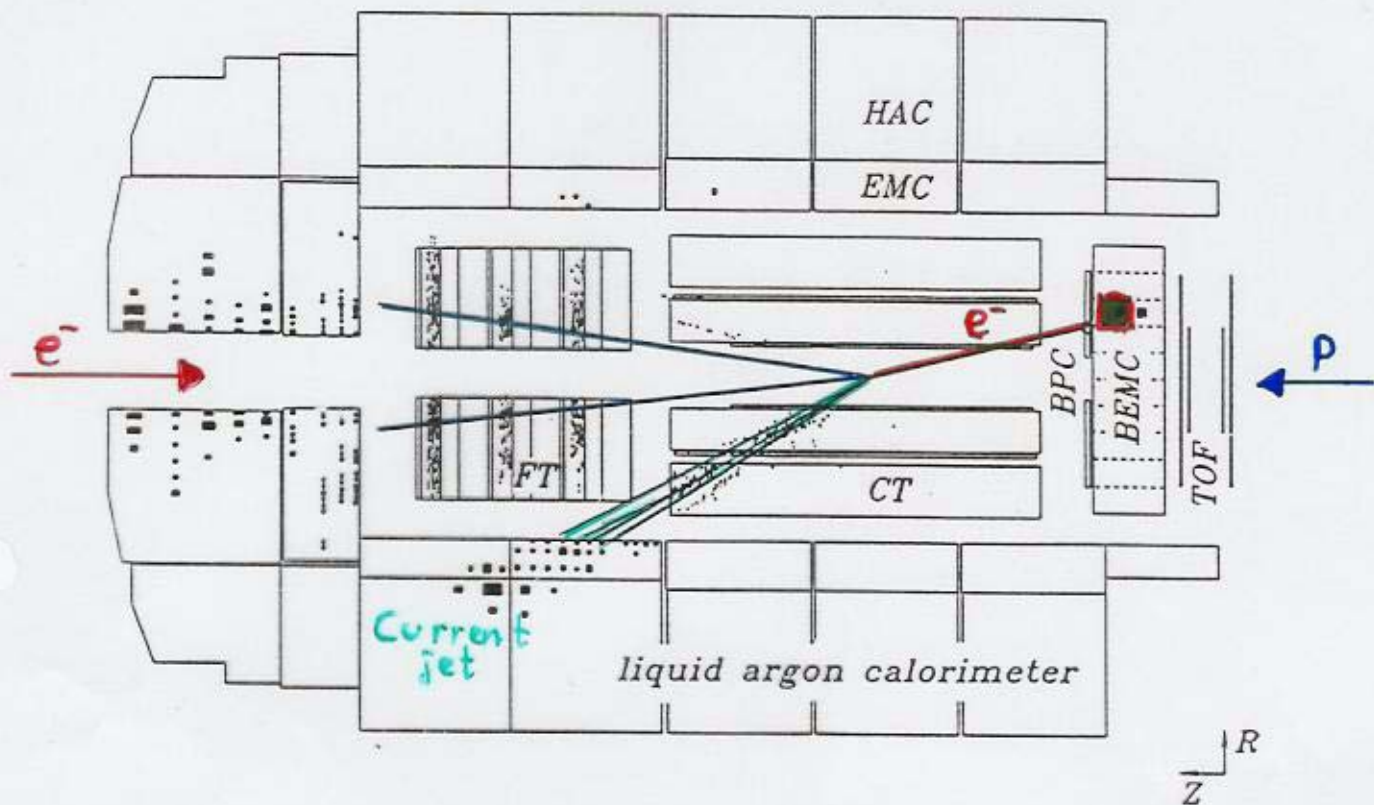 HAC
EMC
e-
e-
P
BPC
BEMC
TOF
FT
CT
Current
jet
liquid argon calorimeter
R
Z